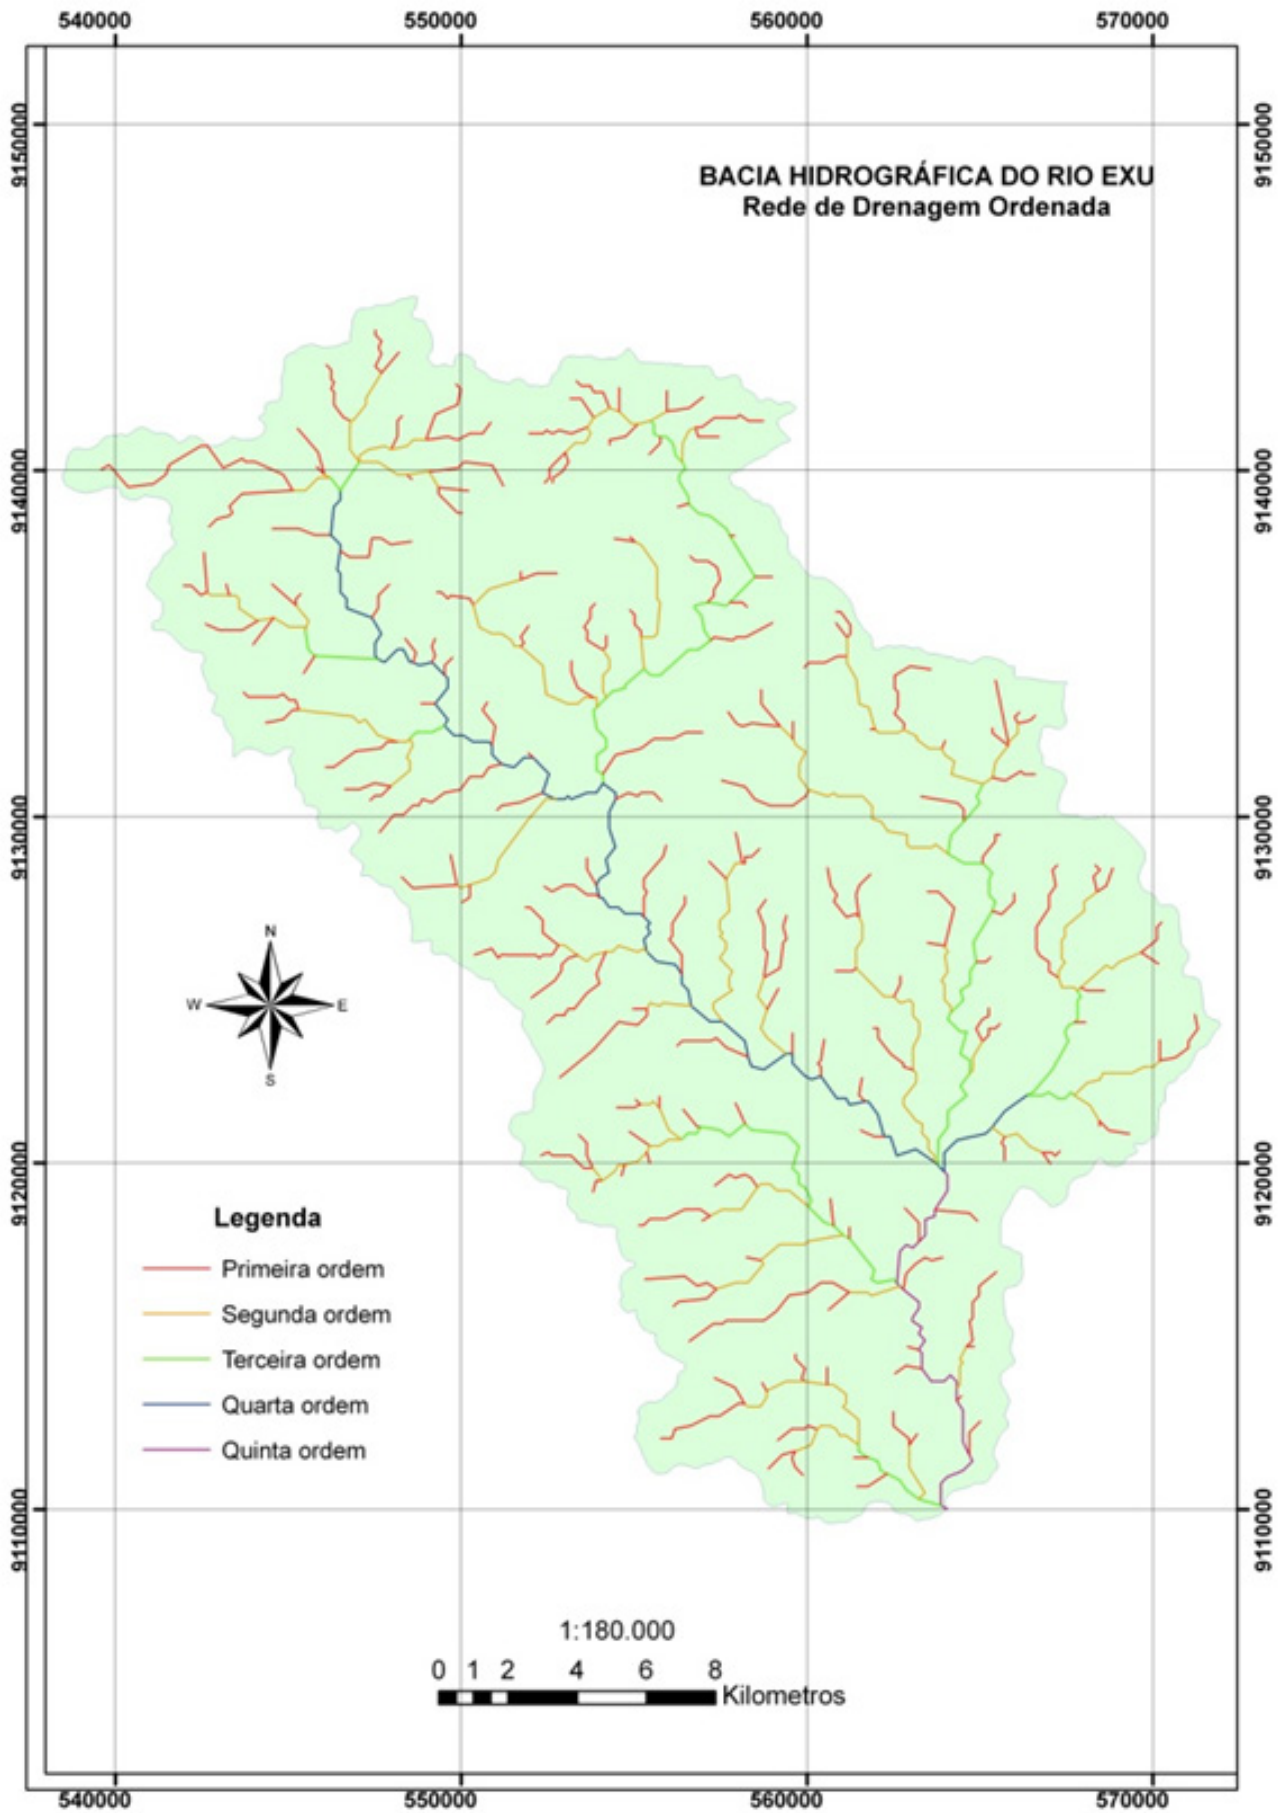 540000 550000 560000 570000
9150000 9150000
BACIA HIDROGRÁFICA DO RIO EXU
Rede de Drenagem Ordenada
9140000 9140000
9130000 9130000
N
W E
S
9120000 9120000
Legenda
Primeira ordem
Segunda ordem
Terceira ordem
Quarta ordem
Quinta ordem
9110000 9110000
1:180.000
0 1 2 4 6 8
Kilometros
540000 550000 560000 570000